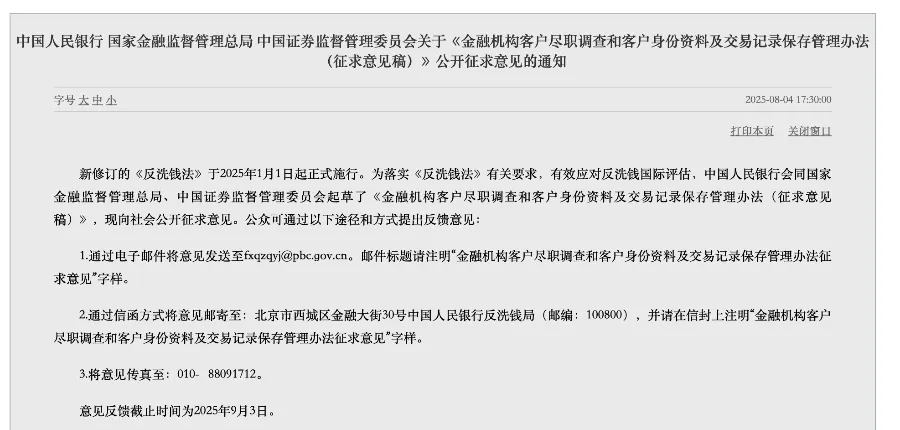 中国人民银行 国家金融监督管理总局 中国证券监督管理委员会关于《金融机构客户尽职调查和客户身份资料及交易记录保存管理办法
（征求意见稿）》公开征求意见的通知
字号 大 中 小 2025-08-04 17:30:00
打印本页 关闭窗口
新修订的《反洗钱法》于2025年1月1日起正式施行。为落实《反洗钱法》有关要求，有效应对反洗钱国际评估，中国人民银行会同国家
金融监督管理总局、中国证券监督管理委员会起草了《金融机构客户尽职调查和客户身份资料及交易记录保存管理办法（征求意见
稿）》，现向社会公开征求意见。公众可通过以下途径和方式提出反馈意见：
1.通过电子邮件将意见发送至fxqzqyj@pbc.gov.cn。邮件标题请注明“金融机构客户尽职调查和客户身份资料及交易记录保存管理办法征
求意见”字样。
2.通过信函方式将意见邮寄至：北京市西城区金融大街30号中国人民银行反洗钱局（邮编：100800），并请在信封上注明“金融机构客户
尽职调查和客户身份资料及交易记录保存管理办法征求意见”字样。
3.将意见传真至：010- 88091712。
意见反馈截止时间为2025年9月3日。